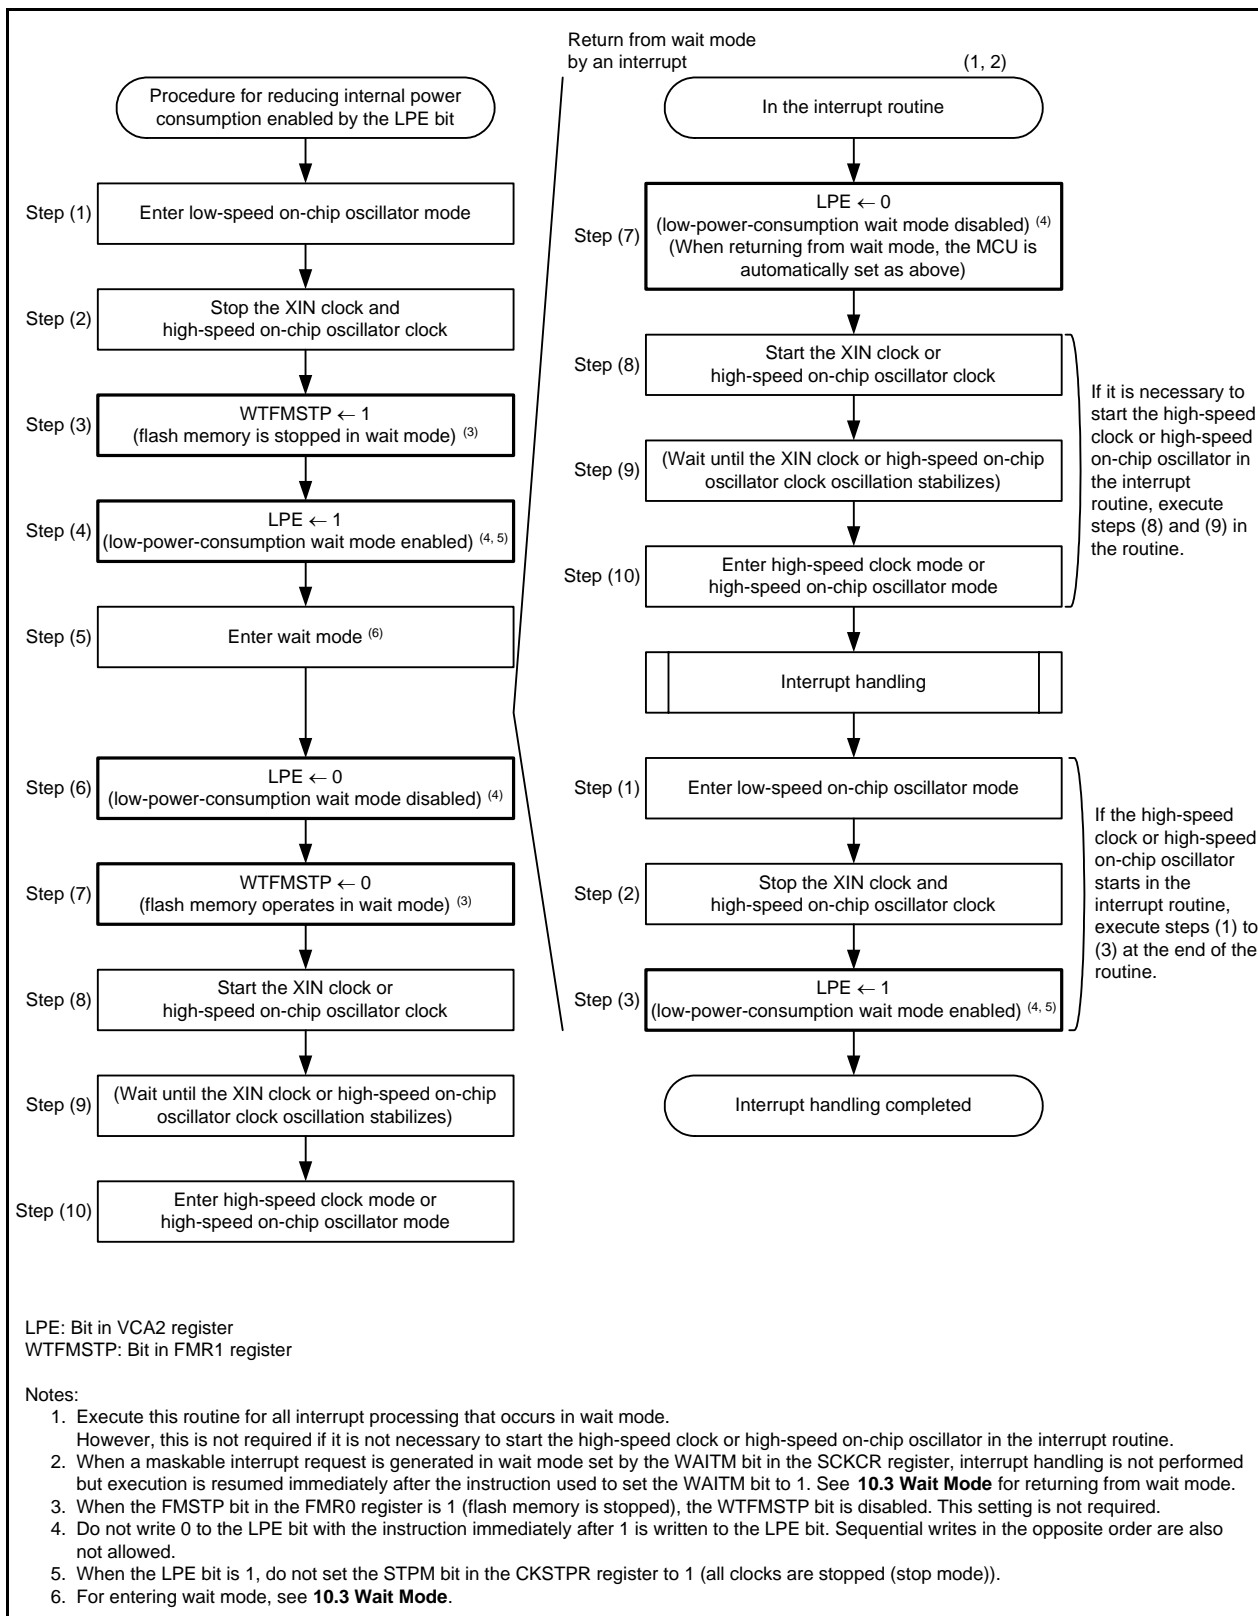 Procedure for reducing internal power
consumption enabled by the LPE bit
Step (1)
Enter low-speed on-chip oscillator mode
Step (2)
Stop the XIN clock and
high-speed on-chip oscillator clock
Step (3)
WTFMSTP ← 1
(flash memory is stopped in wait mode) (3)
Step (4)
LPE ← 1
(low-power-consumption wait mode enabled) (4, 5)
Step (5)
Enter wait mode (6)
Step (6)
LPE ← 0
(low-power-consumption wait mode disabled) (4)
Step (7)
WTFMSTP ← 0
(flash memory operates in wait mode) (3)
Step (8)
Start the XIN clock or
high-speed on-chip oscillator clock
Step (9)
(Wait until the XIN clock or high-speed on-chip
oscillator clock oscillation stabilizes)
Step (10)
Enter high-speed clock mode or
high-speed on-chip oscillator mode
Return from wait mode
by an interrupt
(1, 2)
In the interrupt routine
Step (7)
LPE ← 0
(low-power-consumption wait mode disabled) (4)
(When returning from wait mode, the MCU is
automatically set as above)
Step (8)
Start the XIN clock or
high-speed on-chip oscillator clock
Step (9)
(Wait until the XIN clock or high-speed on-chip
oscillator clock oscillation stabilizes)
Step (10)
Enter high-speed clock mode or
high-speed on-chip oscillator mode
If it is necessary to
start the high-speed
clock or high-speed
on-chip oscillator in
the interrupt
routine, execute
steps (8) and (9) in
the routine.
Interrupt handling
Step (1)
Enter low-speed on-chip oscillator mode
Step (2)
Stop the XIN clock and
high-speed on-chip oscillator clock
Step (3)
LPE ← 1
(low-power-consumption wait mode enabled) (4, 5)
If the high-speed
clock or high-speed
on-chip oscillator
starts in the
interrupt routine,
execute steps (1) to
(3) at the end of the
routine.
Interrupt handling completed
LPE: Bit in VCA2 register
WTFMSTP: Bit in FMR1 register
Notes:
1. Execute this routine for all interrupt processing that occurs in wait mode.
However, this is not required if it is not necessary to start the high-speed clock or high-speed on-chip oscillator in the interrupt routine.
2. When a maskable interrupt request is generated in wait mode set by the WAITM bit in the SCKCR register, interrupt handling is not performed
but execution is resumed immediately after the instruction used to set the WAITM bit to 1. See 10.3 Wait Mode for returning from wait mode.
3. When the FMSTP bit in the FMR0 register is 1 (flash memory is stopped), the WTFMSTP bit is disabled. This setting is not required.
4. Do not write 0 to the LPE bit with the instruction immediately after 1 is written to the LPE bit. Sequential writes in the opposite order are also
not allowed.
5. When the LPE bit is 1, do not set the STPM bit in the CKSTPR register to 1 (all clocks are stopped (stop mode)).
6. For entering wait mode, see 10.3 Wait Mode.